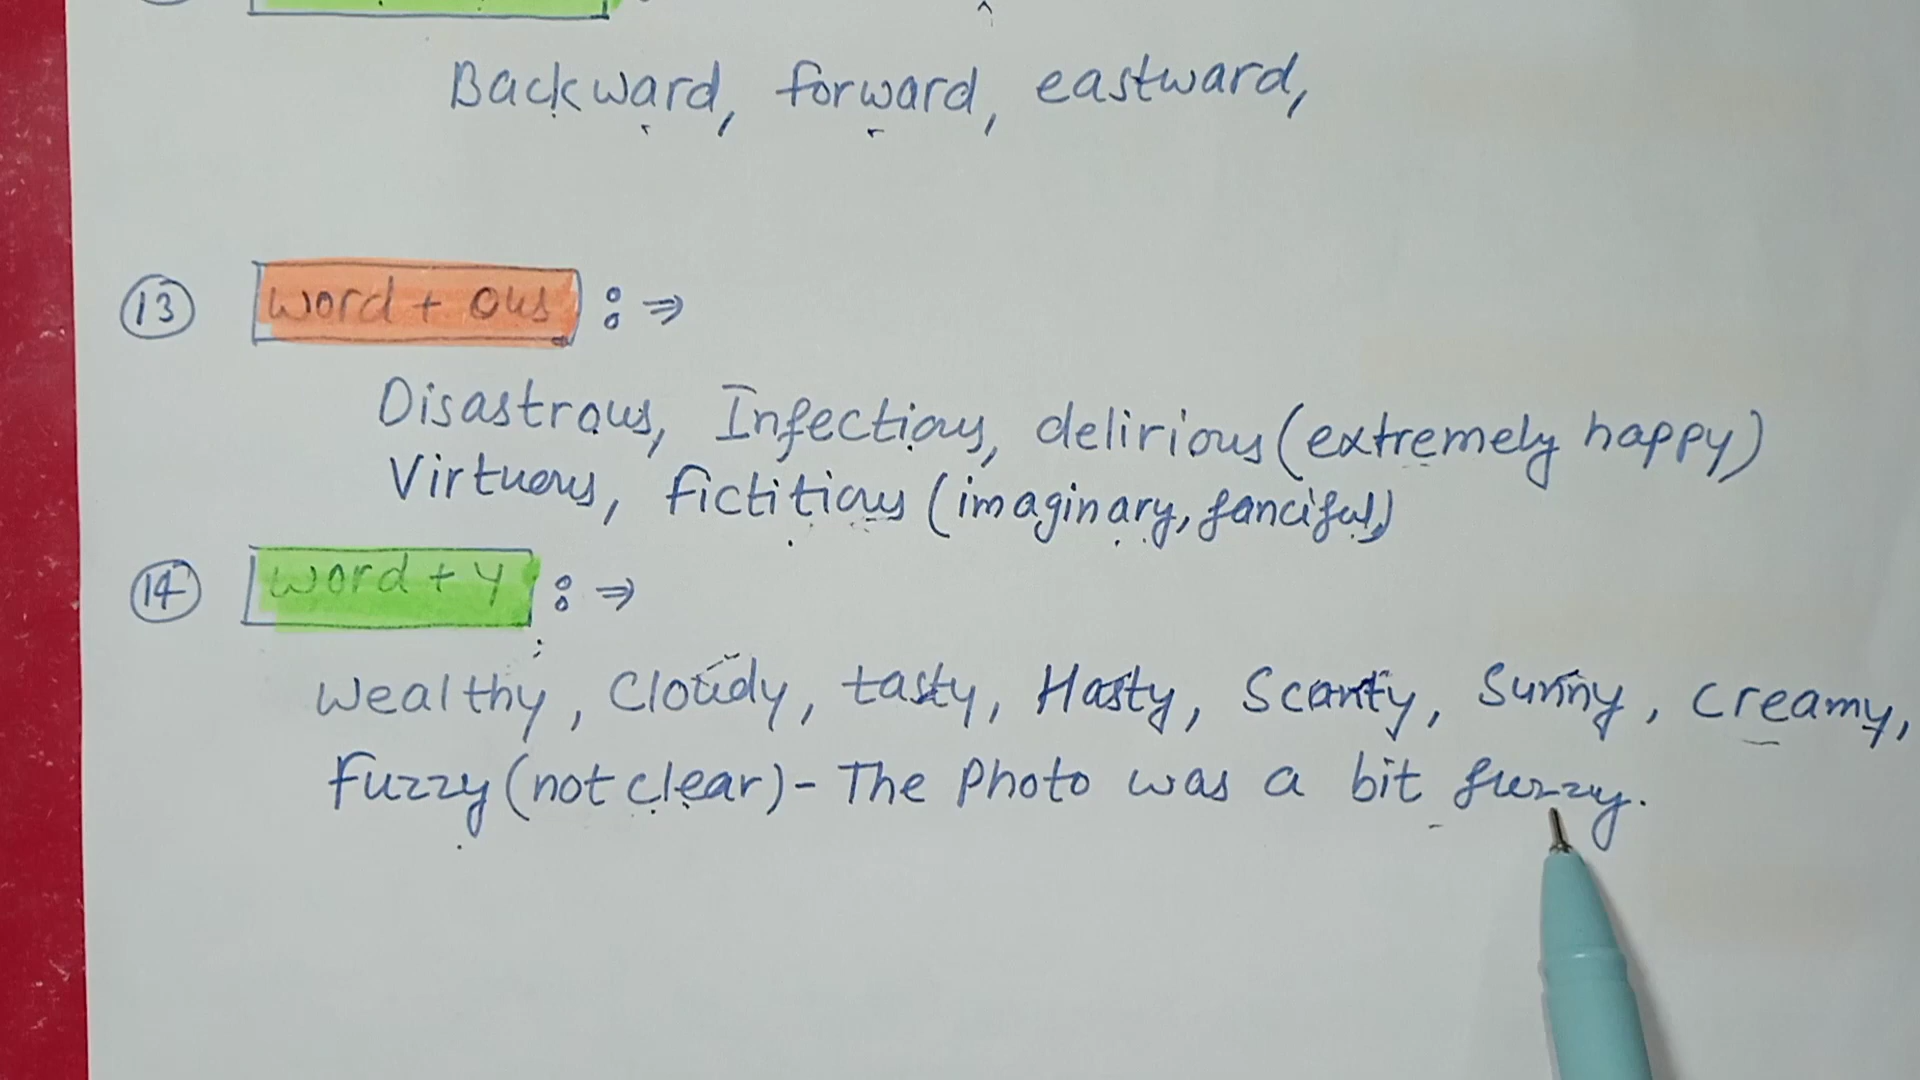 Backward, forward, eastward,
13 word + ous : ⇒
Disastrous, Infectious, delirious (extremely happy)
Virtuous, fictitious (imaginary, fanciful)
14 word + y : ⇒
Wealthy, Cloudy, tasty, Hasty, Scanty, Sunny, creamy,
Fuzzy (not clear) - The Photo was a bit fuzzy.